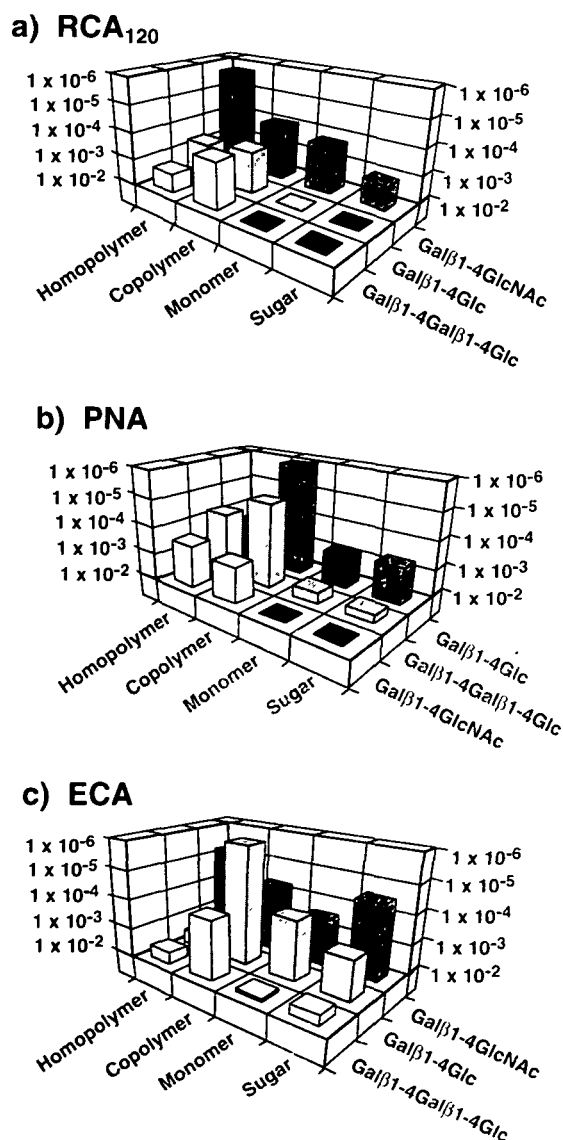 a) RCA120
1 x 10-6
1 x 10-5
1 x 10-4
1 x 10-3
1 x 10-2
1 x 10-6
1 x 10-5
1 x 10-4
1 x 10-3
1 x 10-2
Homopolymer
Copolymer
Monomer
Sugar
Galβ1-4GlcNAc
Galβ1-4Glc
Galβ1-4Galβ1-4Glc
b) PNA
1 x 10-6
1 x 10-5
1 x 10-4
1 x 10-3
1 x 10-2
1 x 10-6
1 x 10-5
1 x 10-4
1 x 10-3
1 x 10-2
Homopolymer
Copolymer
Monomer
Sugar
Galβ1-4Glc
Galβ1-4Galβ1-4Glc
Galβ1-4GlcNAc
c) ECA
1 x 10-6
1 x 10-5
1 x 10-4
1 x 10-3
1 x 10-2
1 x 10-6
1 x 10-5
1 x 10-4
1 x 10-3
1 x 10-2
Homopolymer
Copolymer
Monomer
Sugar
Galβ1-4GlcNAc
Galβ1-4Glc
Galβ1-4Galβ1-4Glc